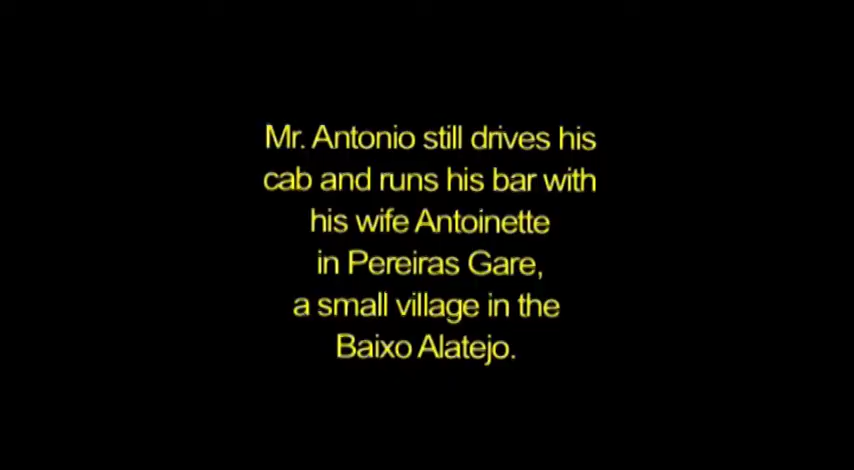 Mr. Antonio still drives his
cab and runs his bar with
his wife Antoinette
in Pereiras Gare,
a small village in the
Baixo Alatejo.